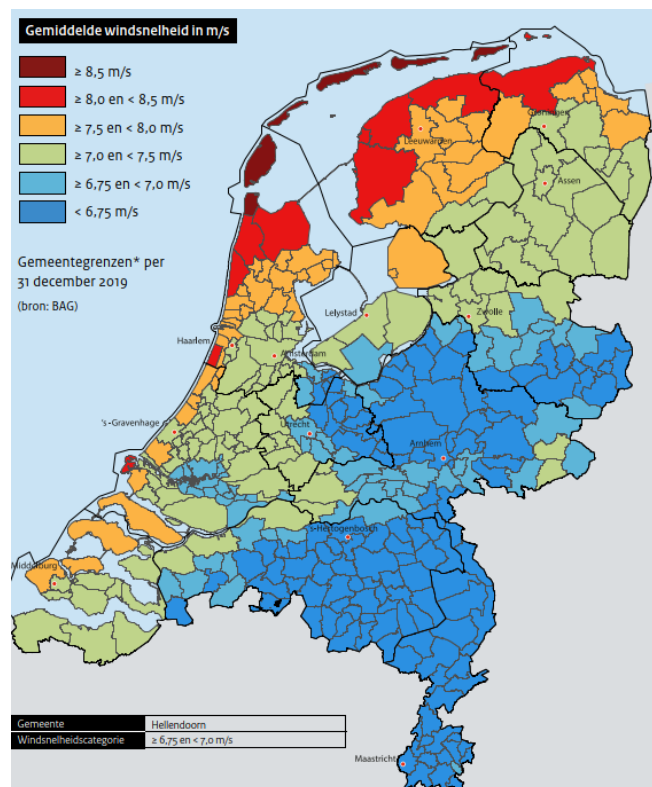 Gemiddelde windsnelheid in m/s
≥ 8,5 m/s
≥ 8,0 en < 8,5 m/s
≥ 7,5 en < 8,0 m/s
≥ 7,0 en < 7,5 m/s
≥ 6,75 en < 7,0 m/s
< 6,75 m/s
Gemeentegrenzen* per
31 december 2019
(bron: BAG)
Groningen
Leeuwarden
Assen
Lelystad
Zwolle
Haarlem
Amsterdam
's-Gravenhage
Utrecht
Arnhem
's-Hertogenbosch
Middelburg
Gemeente Hellendoorn
Windsnelheidscategorie ≥ 6,75 en < 7,0 m/s
Maastricht